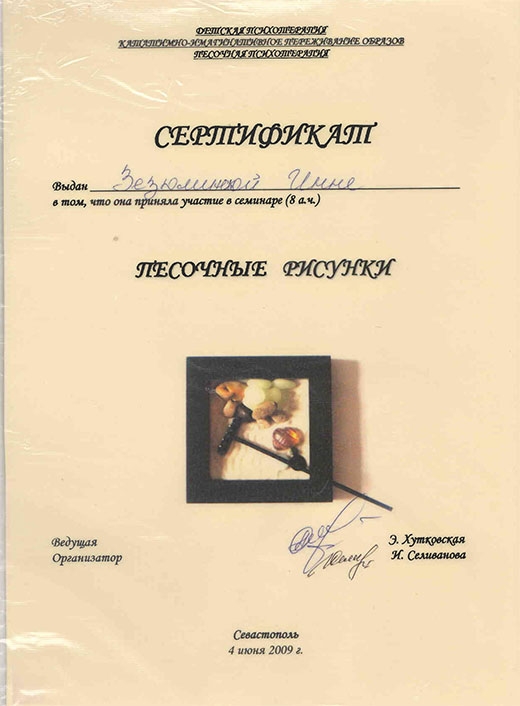 ДЕТСКАЯ ПСИХОТЕРАПИЯ
КАТАТИМНО-ИМАГИНАТИВНОЕ ПЕРЕЖИВАНИЕ ОБРАЗОВ
ПЕСОЧНАЯ ПСИХОТЕРАПИЯ
СЕРТИФИКАТ
Выдан Зезюлинской Инне
в том, что она приняла участие в семинаре (8 а.ч.)
ПЕСОЧНЫЕ РИСУНКИ
Ведущая Э. Хутковская
Организатор И. Селиванова
Севастополь
4 июня 2009 г.